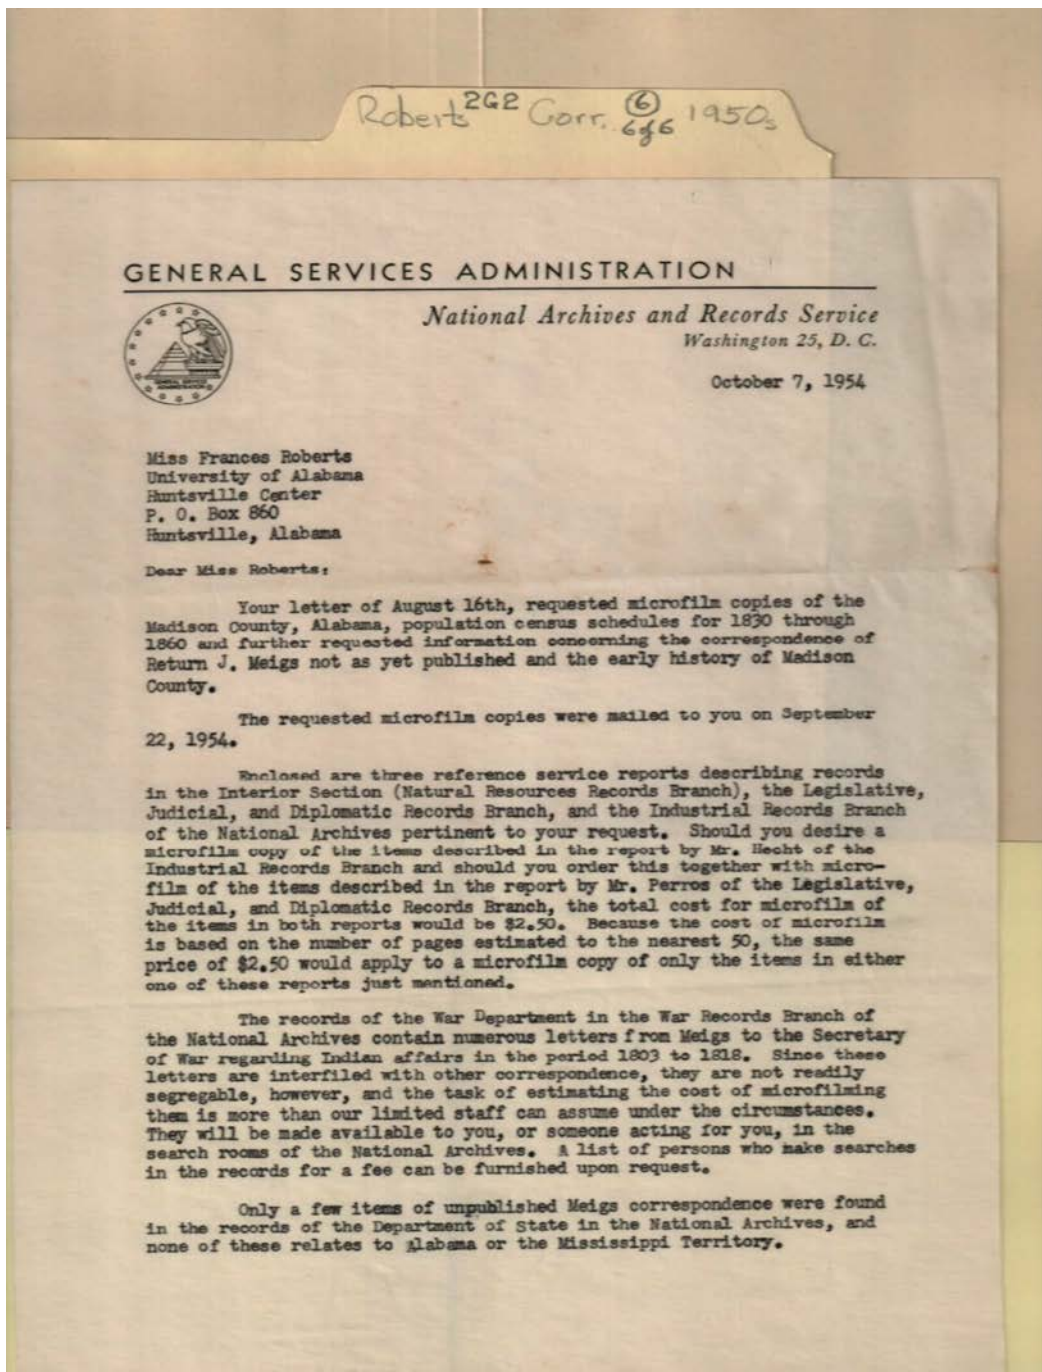 Roberts 2G2 Corr. 6 6 of 6 1950s
GENERAL SERVICES ADMINISTRATION
National Archives and Records Service
Washington 25, D. C.
GENERAL SERVICES
ADMINISTRATION
October 7, 1954
Miss Frances Roberts
University of Alabama
Huntsville Center
P. O. Box 860
Huntsville, Alabama
Dear Miss Roberts:
Your letter of August 16th, requested microfilm copies of the
Madison County, Alabama, population census schedules for 1830 through
1860 and further requested information concerning the correspondence of
Return J. Meigs not as yet published and the early history of Madison
County.
The requested microfilm copies were mailed to you on September
22, 1954.
Enclosed are three reference service reports describing records
in the Interior Section (Natural Resources Records Branch), the Legislative,
Judicial, and Diplomatic Records Branch, and the Industrial Records Branch
of the National Archives pertinent to your request. Should you desire a
microfilm copy of the items described in the report by Mr. Hecht of the
Industrial Records Branch and should you order this together with micro-
film of the items described in the report by Mr. Perros of the Legislative,
Judicial, and Diplomatic Records Branch, the total cost for microfilm of
the items in both reports would be $2.50. Because the cost of microfilm
is based on the number of pages estimated to the nearest 50, the same
price of $2.50 would apply to a microfilm copy of only the items in either
one of these reports just mentioned.
The records of the War Department in the War Records Branch of
the National Archives contain numerous letters from Meigs to the Secretary
of War regarding Indian affairs in the period 1803 to 1818. Since these
letters are interfiled with other correspondence, they are not readily
segregable, however, and the task of estimating the cost of microfilming
them is more than our limited staff can assume under the circumstances.
They will be made available to you, or someone acting for you, in the
search rooms of the National Archives. A list of persons who make searches
in the records for a fee can be furnished upon request.
Only a few items of unpublished Meigs correspondence were found
in the records of the Department of State in the National Archives, and
none of these relates to Alabama or the Mississippi Territory.